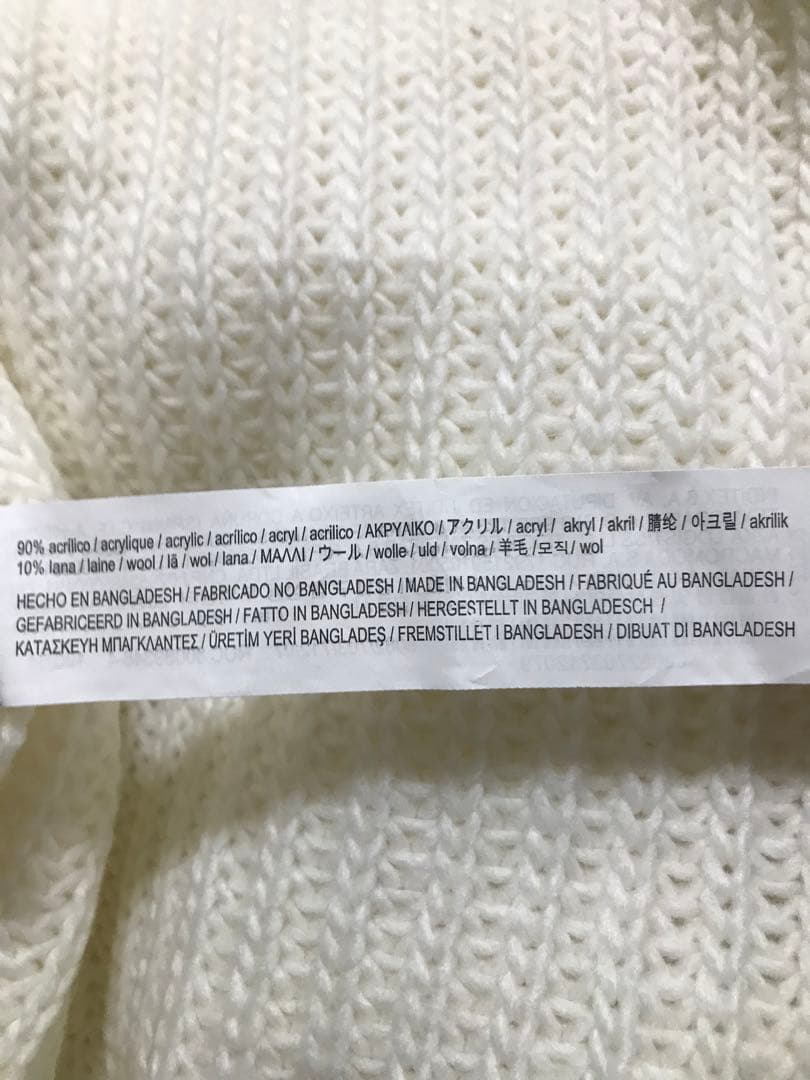 90% acrílico / acrylique / acrylic / acrílico / acryl / acrilico / ΑΚΡΥΛΙΚΟ / アクリル / acryl / akryl / akril / 腈纶 / 아크릴 / akrilik
10% lana / laine / wool / lã / wol / lana / ΜΑΛΛΙ / ウール / wolle / uld / volna / 羊毛 / 모직 / wol
HECHO EN BANGLADESH / FABRICADO NO BANGLADESH / MADE IN BANGLADESH / FABRIQUÉ AU BANGLADESH /
GEFABRICEERD IN BANGLADESH / FATTO IN BANGLADESH / HERGESTELLT IN BANGLADESCH /
ΚΑΤΑΣΚΕΥΗ ΜΠΑΓΚΛΑΝΤΕΣ / ÜRETİM YERİ BANGLADEŞ / FREMSTILLET I BANGLADESH / DIBUAT DI BANGLADESH